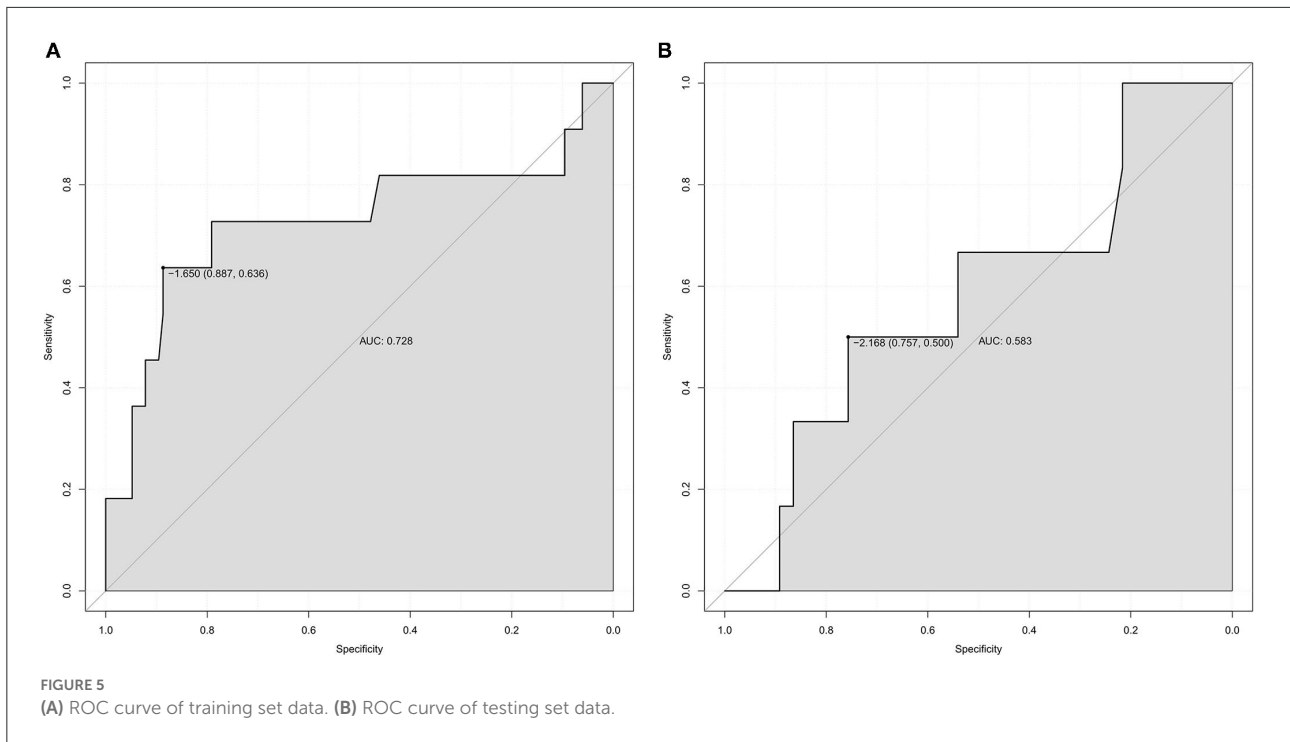 A
1.0
0.8
0.6
0.4
0.2
0.0
Sensitivity
−1.650 (0.887, 0.636)
AUC: 0.728
1.0 0.8 0.6 0.4 0.2 0.0
Specificity
B
1.0
0.8
0.6
0.4
0.2
0.0
Sensitivity
−2.168 (0.757, 0.500)
AUC: 0.583
1.0 0.8 0.6 0.4 0.2 0.0
Specificity
FIGURE 5
(A) ROC curve of training set data. (B) ROC curve of testing set data.